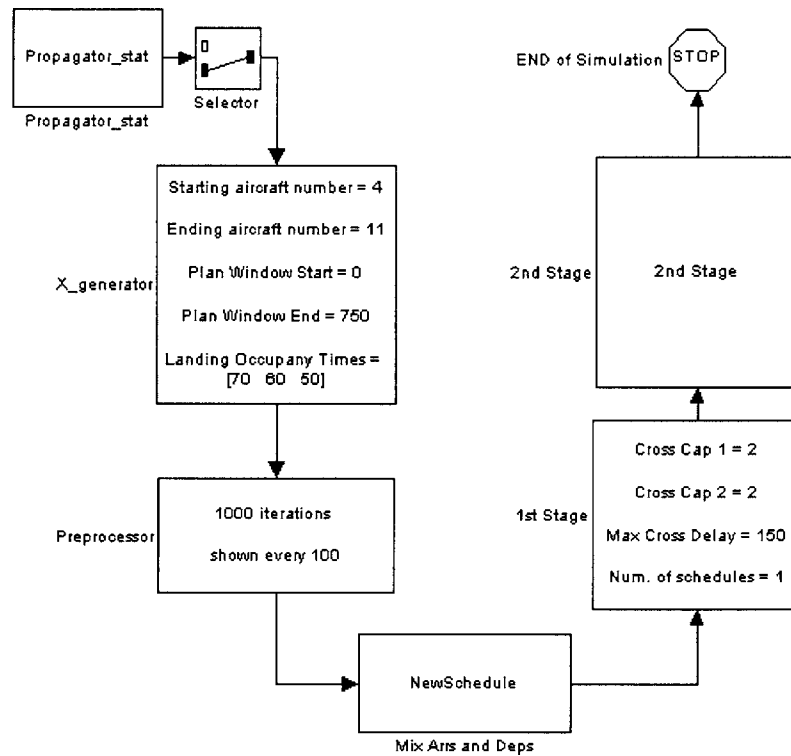 Propagator_stat
Propagator_stat
Selector
Starting aircraft number = 4
Ending aircraft number = 11
Plan Window Start = 0
Plan Window End = 750
Landing Occupany Times =
[70 60 50]
X_generator
1000 iterations
shown every 100
Preprocessor
NewSchedule
Mix Arrs and Deps
Cross Cap 1 = 2
Cross Cap 2 = 2
Max Cross Delay = 150
Num. of schedules = 1
1st Stage
2nd Stage
2nd Stage
END of Simulation
STOP